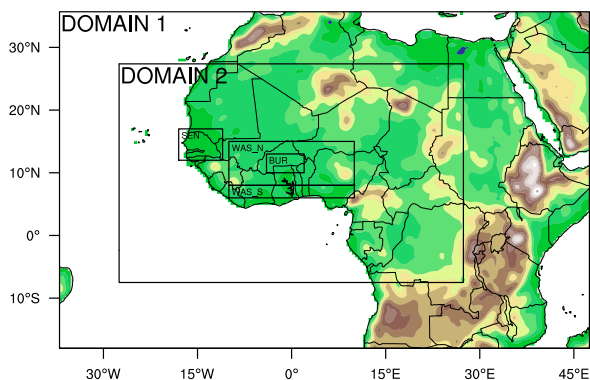 DOMAIN 1
30°N
DOMAIN 2
20°N
SEN
WAS_N
BUR
10°N
WAS_S
0°
10°S
30°W 15°W 0° 15°E 30°E 45°E